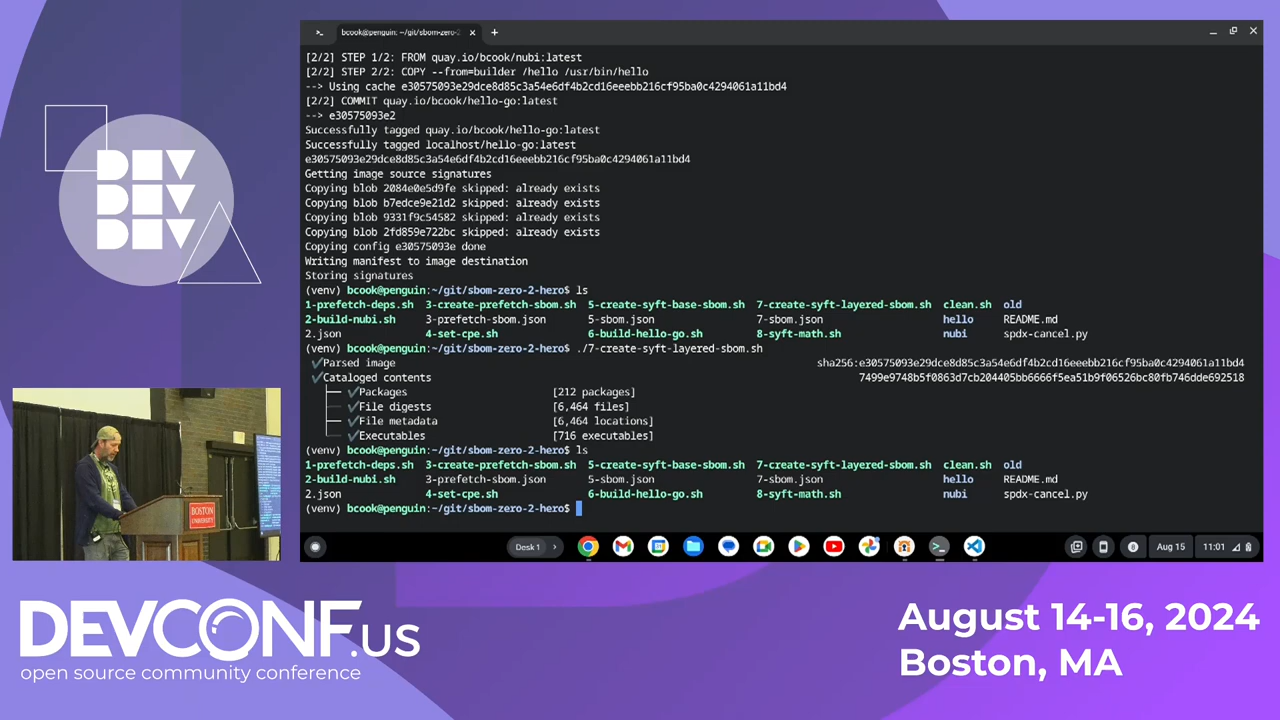 bcook@penguin: ~/git/sbom-zero-2
[2/2] STEP 1/2: FROM quay.io/bcook/nubi:latest
[2/2] STEP 2/2: COPY --from=builder /hello /usr/bin/hello
--> Using cache e30575093e29dce8d85c3a54e6df4b2cd16eeebb216cf95ba0c4294061a11bd4
[2/2] COMMIT quay.io/bcook/hello-go:latest
--> e30575093e2
Successfully tagged quay.io/bcook/hello-go:latest
Successfully tagged localhost/hello-go:latest
e30575093e29dce8d85c3a54e6df4b2cd16eeebb216cf95ba0c4294061a11bd4
Getting image source signatures
Copying blob 2084e0e5d9fe skipped: already exists
Copying blob b7edce9e21d2 skipped: already exists
Copying blob 9331f9c54582 skipped: already exists
Copying blob 2fd859e722bc skipped: already exists
Copying config e30575093e done
Writing manifest to image destination
Storing signatures
(venv) bcook@penguin:~/git/sbom-zero-2-hero$ ls
1-prefetch-deps.sh 3-create-prefetch-sbom.sh 5-create-syft-base-sbom.sh 7-create-syft-layered-sbom.sh clean.sh old
2-build-nubi.sh 3-prefetch-sbom.json 5-sbom.json 7-sbom.json hello README.md
2.json 4-set-cpe.sh 6-build-hello-go.sh 8-syft-math.sh nubi spdx-cancel.py
(venv) bcook@penguin:~/git/sbom-zero-2-hero$ ./7-create-syft-layered-sbom.sh
✔Parsed image sha256:e30575093e29dce8d85c3a54e6df4b2cd16eeebb216cf95ba0c4294061a11bd4
✔Cataloged contents 7499e9748b5f0863d7cb204405bb6666f5ea51b9f06526bc80fb746dde692518
├── ✔Packages [212 packages]
├── ✔File digests [6,464 files]
├── ✔File metadata [6,464 locations]
└── ✔Executables [716 executables]
(venv) bcook@penguin:~/git/sbom-zero-2-hero$ ls
1-prefetch-deps.sh 3-create-prefetch-sbom.sh 5-create-syft-base-sbom.sh 7-create-syft-layered-sbom.sh clean.sh old
2-build-nubi.sh 3-prefetch-sbom.json 5-sbom.json 7-sbom.json hello README.md
2.json 4-set-cpe.sh 6-build-hello-go.sh 8-syft-math.sh nubi spdx-cancel.py
(venv) bcook@penguin:~/git/sbom-zero-2-hero$
Desk 1
Aug 15
11:01
DEV
DEV
DEV
BOSTON
UNIVERSITY
DEVCONF.us
open source community conference
August 14-16, 2024
Boston, MA